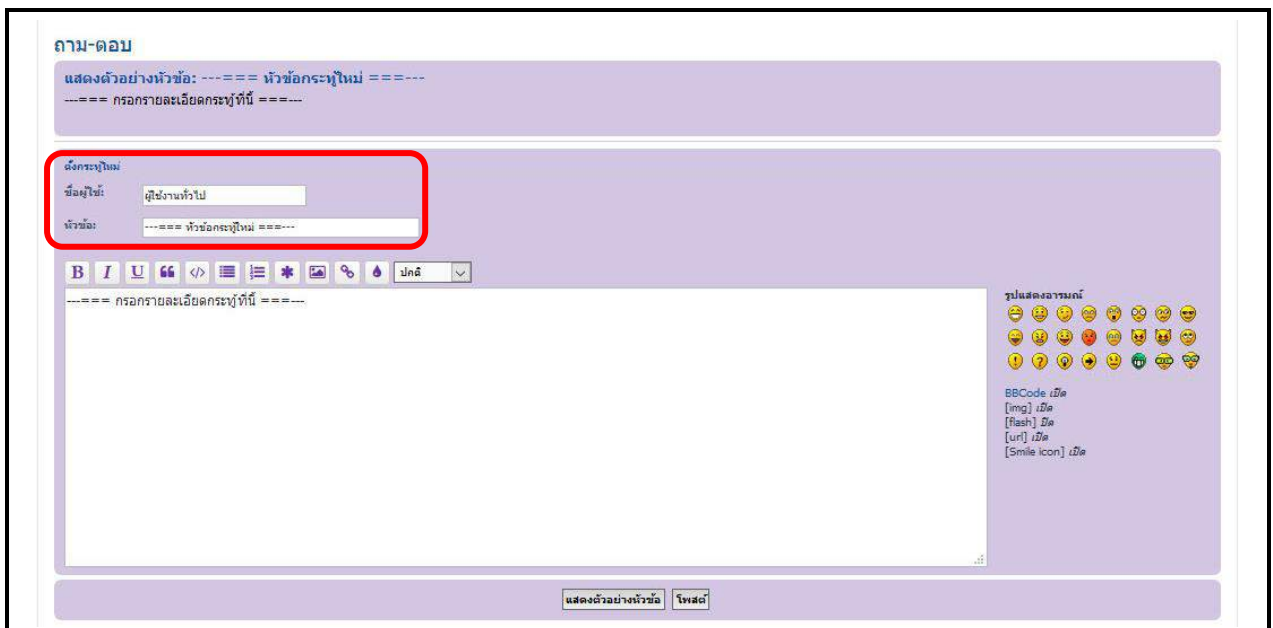 ถาม-ตอบ
แสดงตัวอย่างหัวข้อ: ---=== หัวข้อกระทู้ใหม่ ===---
---=== กรอกรายละเอียดกระทู้ที่นี้ ===---
ตั้งกระทู้ใหม่
ชื่อผู้ใช้:
ผู้ใช้งานทั่วไป
หัวข้อ:
---=== หัวข้อกระทู้ใหม่ ===---
B I U ปกติ
---=== กรอกรายละเอียดกระทู้ที่นี้ ===---
รูปแสดงอารมณ์
BBCode เปิด
[img] เปิด
[flash] ปิด
[url] เปิด
[Smile icon] เปิด
แสดงตัวอย่างหัวข้อ
โพสต์